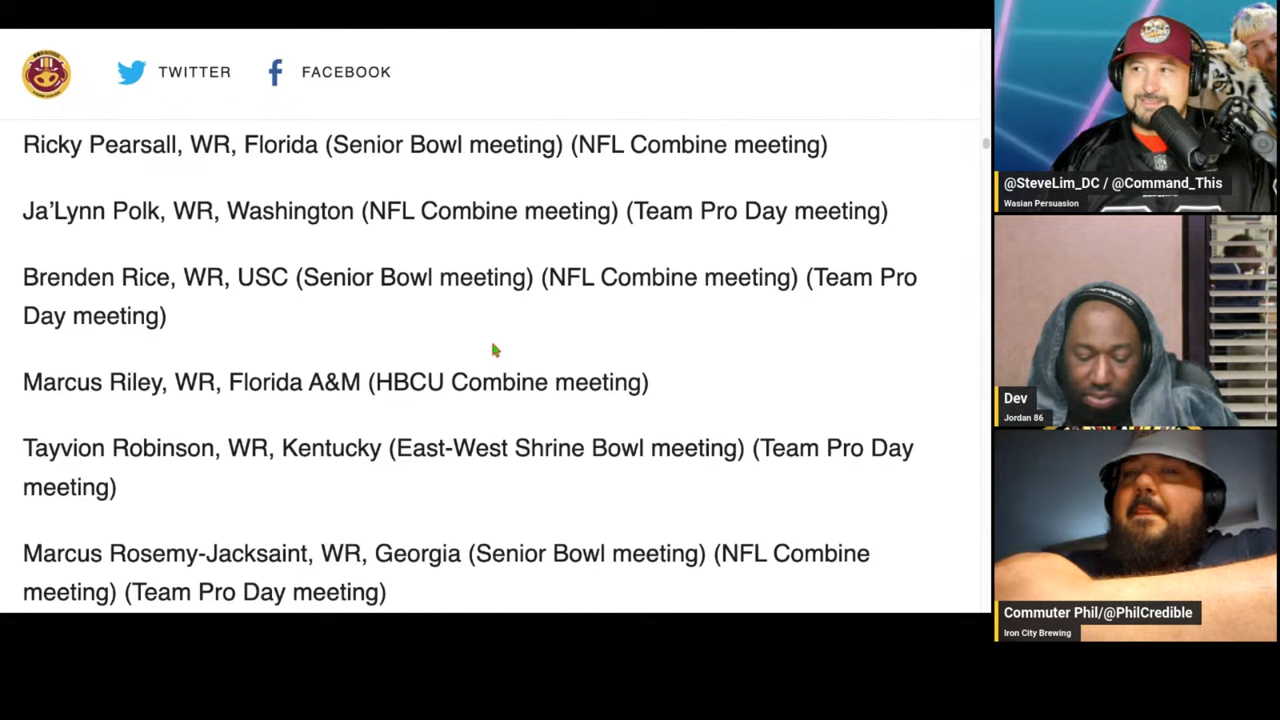 TWITTER
FACEBOOK
Ricky Pearsall, WR, Florida (Senior Bowl meeting) (NFL Combine meeting)
Ja’Lynn Polk, WR, Washington (NFL Combine meeting) (Team Pro Day meeting)
Brenden Rice, WR, USC (Senior Bowl meeting) (NFL Combine meeting) (Team Pro
Day meeting)
Marcus Riley, WR, Florida A&M (HBCU Combine meeting)
Tayvion Robinson, WR, Kentucky (East-West Shrine Bowl meeting) (Team Pro Day
meeting)
Marcus Rosemy-Jacksaint, WR, Georgia (Senior Bowl meeting) (NFL Combine
meeting) (Team Pro Day meeting)
@SteveLim_DC / @Command_This
Wasian Persuasion
Dev
Jordan 86
Commuter Phil/@PhilCredible
Iron City Brewing